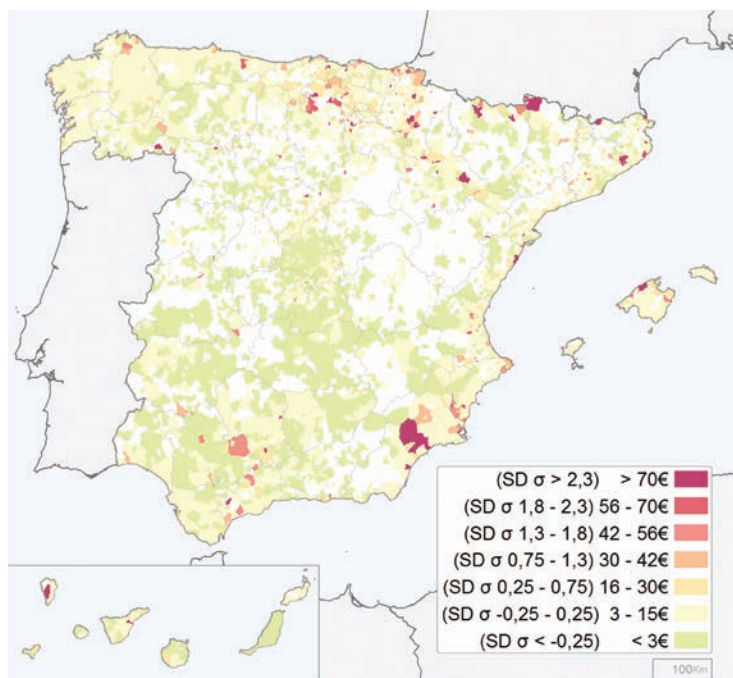 (SD σ > 2,3) > 70€
(SD σ 1,8 - 2,3) 56 - 70€
(SD σ 1,3 - 1,8) 42 - 56€
(SD σ 0,75 - 1,3) 30 - 42€
(SD σ 0,25 - 0,75) 16 - 30€
(SD σ -0,25 - 0,25) 3 - 15€
(SD σ < -0,25) < 3€
100Km